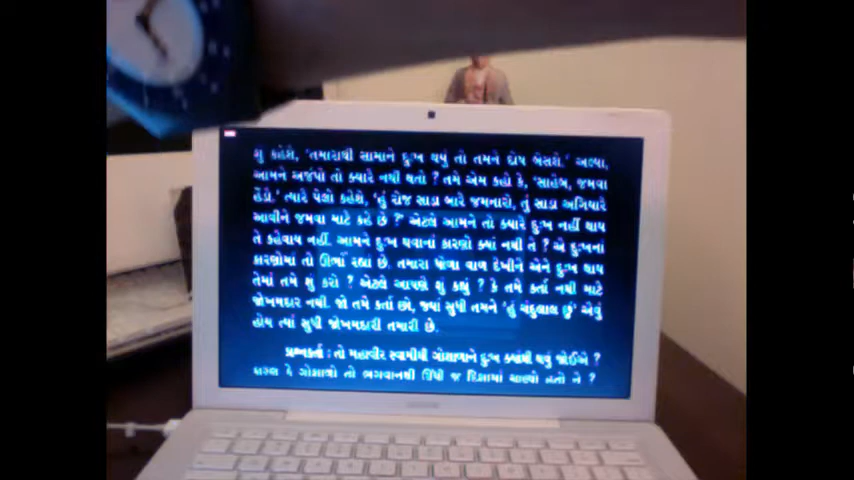 શું કહેશે, 'તમારાથી સામાને દુઃખ થયું તો તમને દોષ બેસશે.' અલ્યા,
આમને અજંપો તો ક્યારે નથી થતો ? તમે એમ કહો કે, 'સાહેબ, જમવા
હેંડો.' ત્યારે પેલો કહેશે, 'હું રોજ સાડા બારે જમનારો, તું સાડા અગિયારે
આવીને જમવા માટે કહે છે ?' એટલે આમને તો ક્યારે દુઃખ નહીં થાય
તે કહેવાય નહીં. આમને દુઃખ થવાનાં કારણો ક્યાં નથી તે ? એ દુઃખનાં
કારણોમાં તો ઊભાં રહ્યાં છે. તમારા ધોળા વાળ દેખીને એને દુઃખ થાય
તેમાં તમે શું કરો ? એટલે આપણે શું કહ્યું ? કે તમે કર્તા નથી માટે
જોખમદાર નથી. જો તમે કર્તા છો, જ્યાં સુધી તમને 'હું ચંદુલાલ છું' એવું
હોય ત્યાં સુધી જોખમદારી તમારી છે.
પ્રશ્નકર્તા : તો મહાવીર સ્વામીથી ગોશાળાને દુઃખ ક્યાંથી થવું જોઈએ ?
કારણ કે ગોશાળો તો ભગવાનથી ઊંધી જ દિશામાં ચાલ્યો હતો ને ?